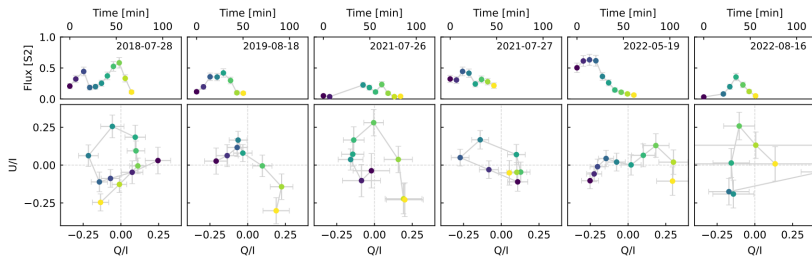 Time [min] Time [min] Time [min] Time [min] Time [min] Time [min]
0 50 100 0 50 100 0 50 100 0 50 100 0 50 100 0 50 100
Flux [S2]
1.0
0.5
0.0
2018-07-28 2019-08-18 2021-07-26 2021-07-27 2022-05-19 2022-08-16
U/I
0.25
0.00
−0.25
−0.25 0.00 0.25 −0.25 0.00 0.25 −0.25 0.00 0.25 −0.25 0.00 0.25 −0.25 0.00 0.25 −0.25 0.00 0.25
Q/I Q/I Q/I Q/I Q/I Q/I